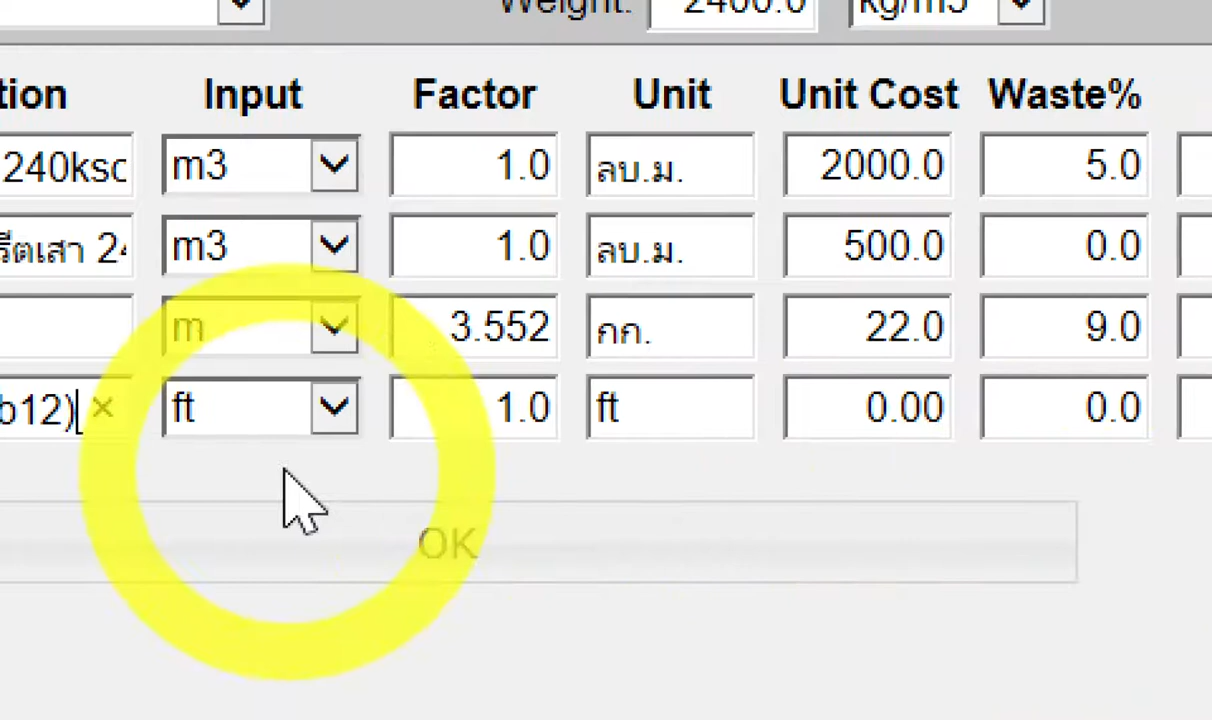 Weight: 2400.0 kg/m3
tion Input Factor Unit Unit Cost Waste%
240ksc m3 1.0 ลบ.ม. 2000.0 5.0
รีตเสา 24 m3 1.0 ลบ.ม. 500.0 0.0
m 3.552 กก. 22.0 9.0
b12) × ft 1.0 ft 0.00 0.0
OK